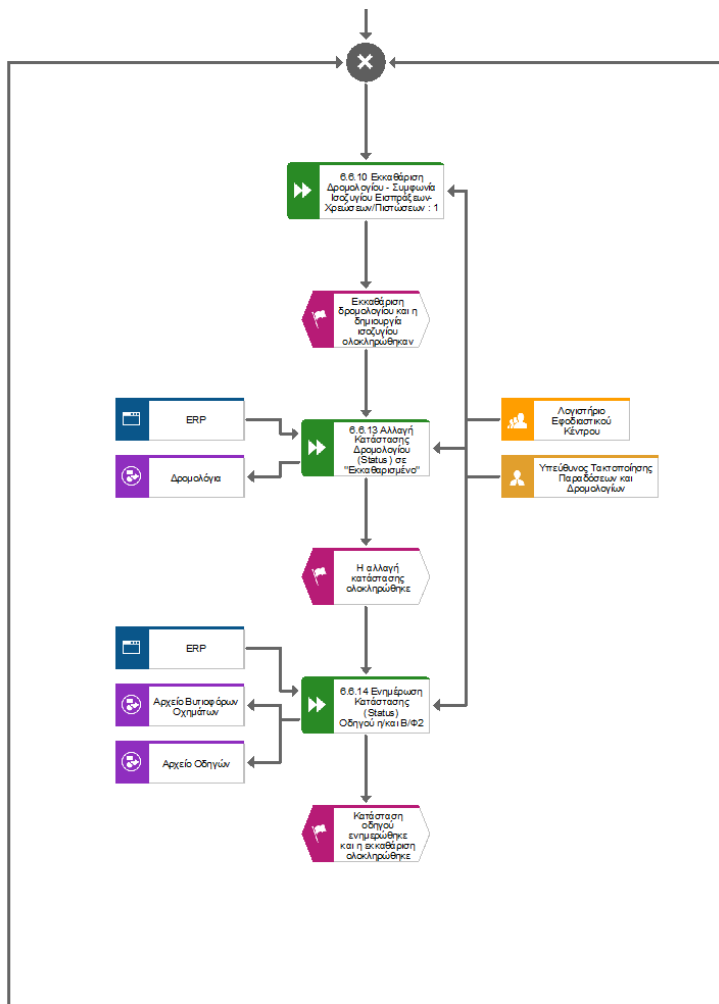 6.6.10 Εκκαθάριση
Δρομολογίου - Συμφωνία
Ισοζυγίου Εισπράξεων-
Χρεώσεων/Πιστώσεων : 1
Εκκαθάριση
δρομολογίου και η
δημιουργία
ισοζυγίου
ολοκληρώθηκαν
ERP
6.6.13 Αλλαγή
Κατάστασης
Δρομολογίου
(Status) σε
"Εκκαθαρισμένο"
Δρομολόγια
Λογιστήριο
Εφοδιαστικού
Κέντρου
Υπεύθυνος Τακτοποίησης
Παραδόσεων και
Δρομολογίων
Η αλλαγή
κατάστασης
ολοκληρώθηκε
ERP
6.6.14 Ενημέρωση
Κατάστασης
(Status)
Οδηγού η/και Β/Φ2
Αρχείο Βυτιοφόρων
Οχημάτων
Αρχείο Οδηγών
Κατάσταση
οδηγού
ενημερώθηκε
και η εκκαθάριση
ολοκληρώθηκε